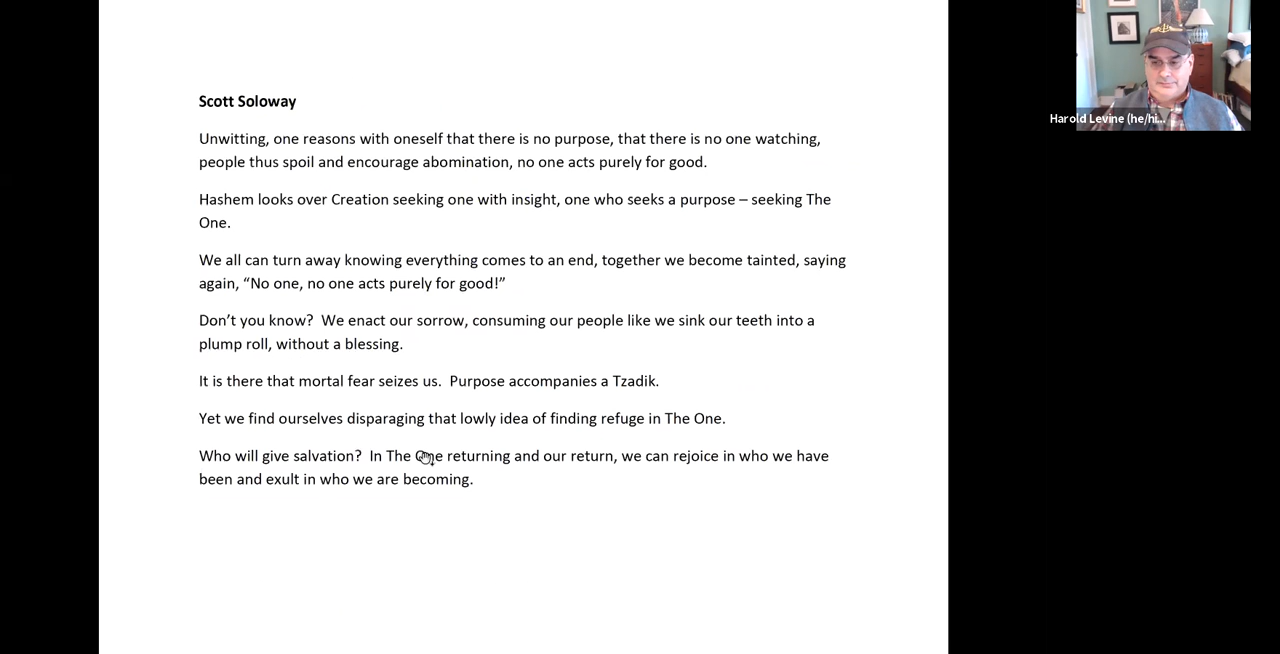 Scott Soloway
Unwitting, one reasons with oneself that there is no purpose, that there is no one watching,
people thus spoil and encourage abomination, no one acts purely for good.
Hashem looks over Creation seeking one with insight, one who seeks a purpose – seeking The
One.
We all can turn away knowing everything comes to an end, together we become tainted, saying
again, “No one, no one acts purely for good!”
Don’t you know?  We enact our sorrow, consuming our people like we sink our teeth into a
plump roll, without a blessing.
It is there that mortal fear seizes us.  Purpose accompanies a Tzadik.
Yet we find ourselves disparaging that lowly idea of finding refuge in The One.
Who will give salvation?  In The One returning and our return, we can rejoice in who we have
been and exult in who we are becoming.
Harold Levine (he/hi...